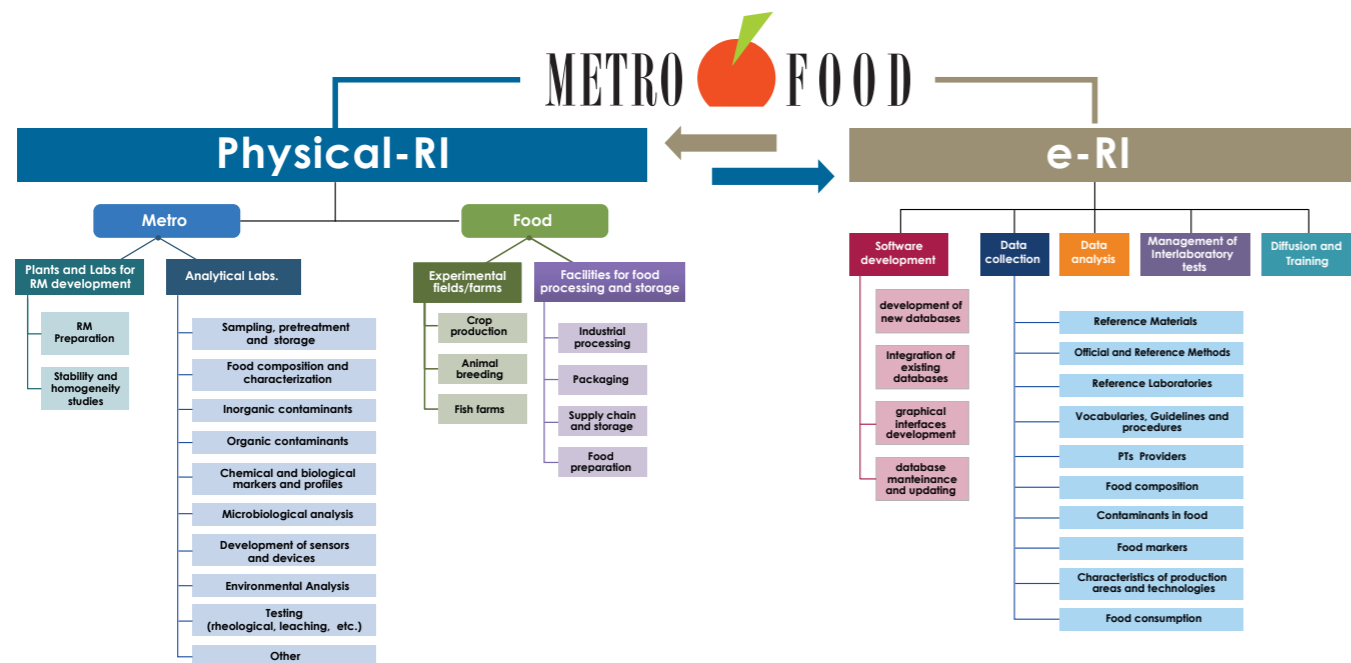 METRO FOOD
Physical-RI
e-RI
Metro
Food
Plants and Labs for
RM development
RM
Preparation
Stability and
homogeneity
studies
Analytical Labs.
Sampling, pretreatment
and storage
Food composition and
characterization
Inorganic contaminants
Organic contaminants
Chemical and biological
markers and profiles
Microbiological analysis
Development of sensors
and devices
Environmental Analysis
Testing
(rheological, leaching, etc.)
Other
Experimental
fields/farms
Crop
production
Animal
breeding
Fish farms
Facilities for food
processing and storage
Industrial
processing
Packaging
Supply chain
and storage
Food
preparation
Software
development
development of
new databases
Integration of
existing
databases
graphical
interfaces
development
database
manteinance
and updating
Data
collection
Reference Materials
Official and Reference Methods
Reference Laboratories
Vocabularies, Guidelines and
procedures
PTs Providers
Food composition
Contaminants in food
Food markers
Characteristics of production
areas and technologies
Food consumption
Data
analysis
Management of
Interlaboratory
tests
Diffusion and
Training